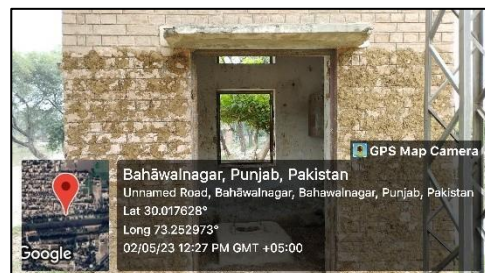 GPS Map Camera
Bahāwalnagar, Punjab, Pakistan
Unnamed Road, Bahāwalnagar, Bahawalnagar, Punjab, Pakistan
Lat 30.017628°
Long 73.252973°
02/05/23 12:27 PM GMT +05:00
Google